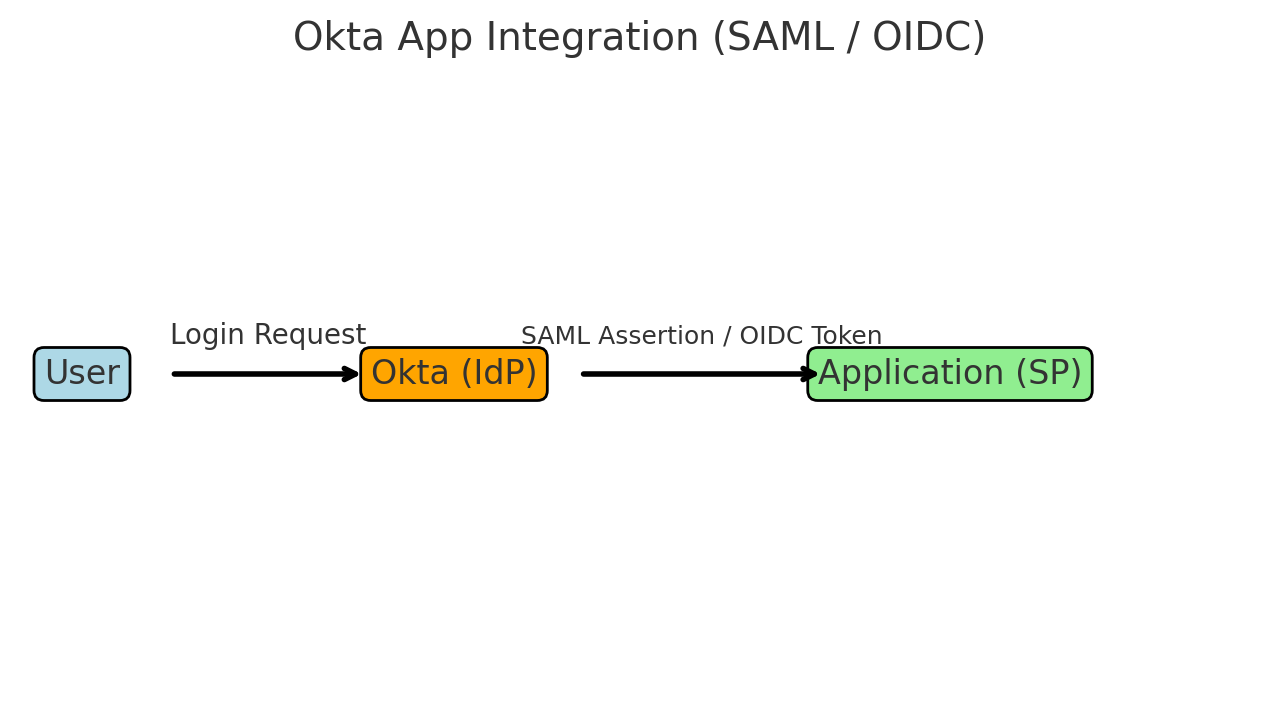 Okta App Integration (SAML / OIDC)
Login Request
SAML Assertion / OIDC Token
User
Okta (IdP)
Application (SP)